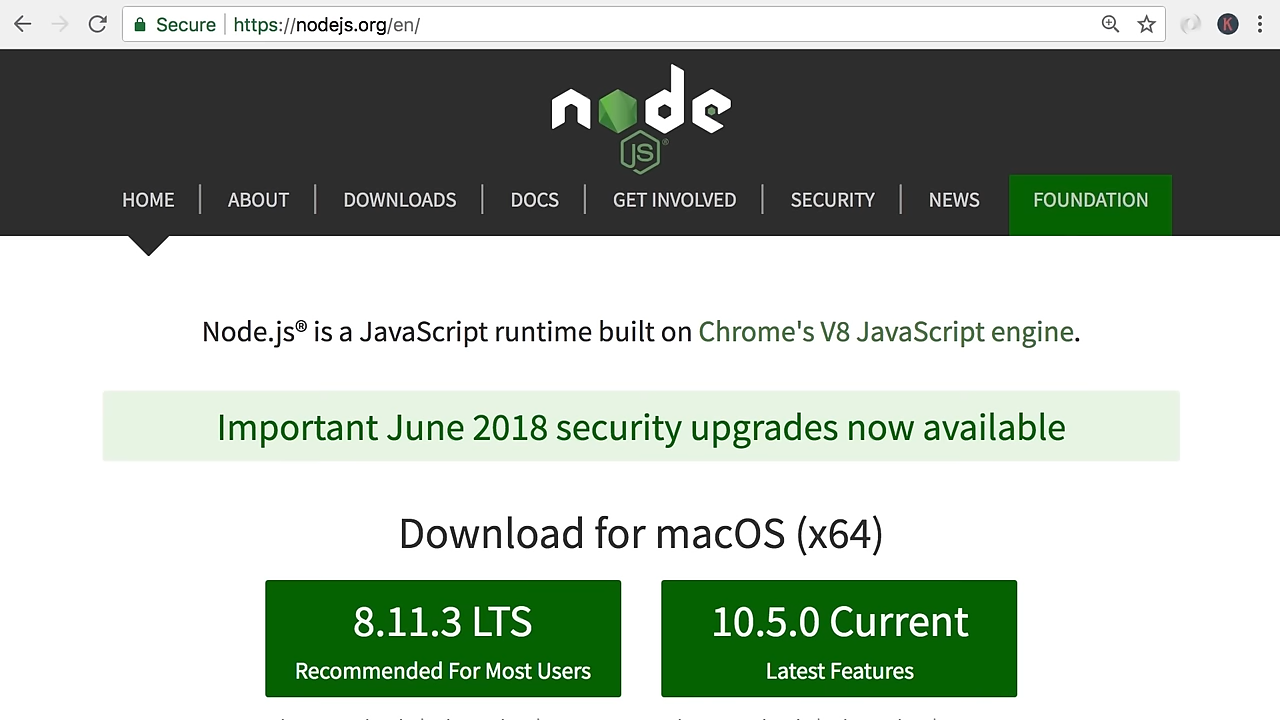 Secure https://nodejs.org/en/ K
node
JS®
HOME ABOUT DOWNLOADS DOCS GET INVOLVED SECURITY NEWS FOUNDATION
Node.js® is a JavaScript runtime built on Chrome's V8 JavaScript engine.
Important June 2018 security upgrades now available
Download for macOS (x64)
8.11.3 LTS
Recommended For Most Users
10.5.0 Current
Latest Features